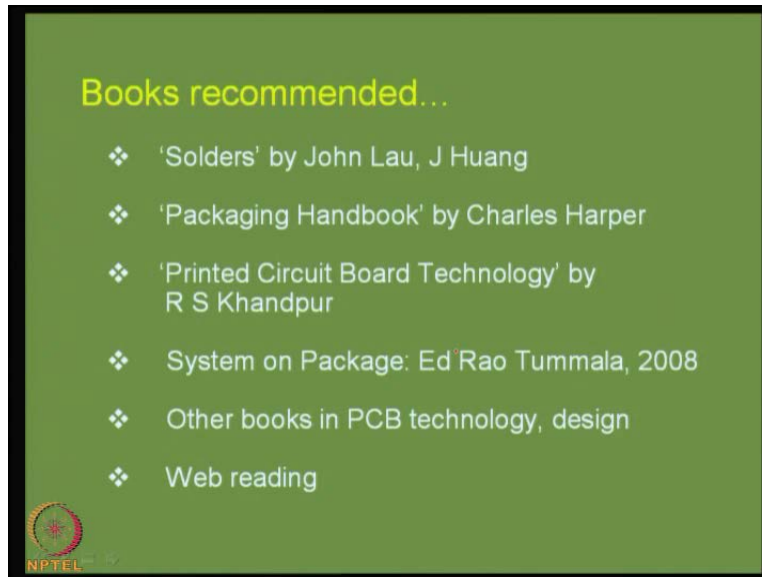 Books recommended...
❖ ‘Solders’ by John Lau, J Huang
❖ ‘Packaging Handbook’ by Charles Harper
❖ ‘Printed Circuit Board Technology’ by
R S Khandpur
❖ System on Package: Ed Rao Tummala, 2008
❖ Other books in PCB technology, design
❖ Web reading
NPTEL